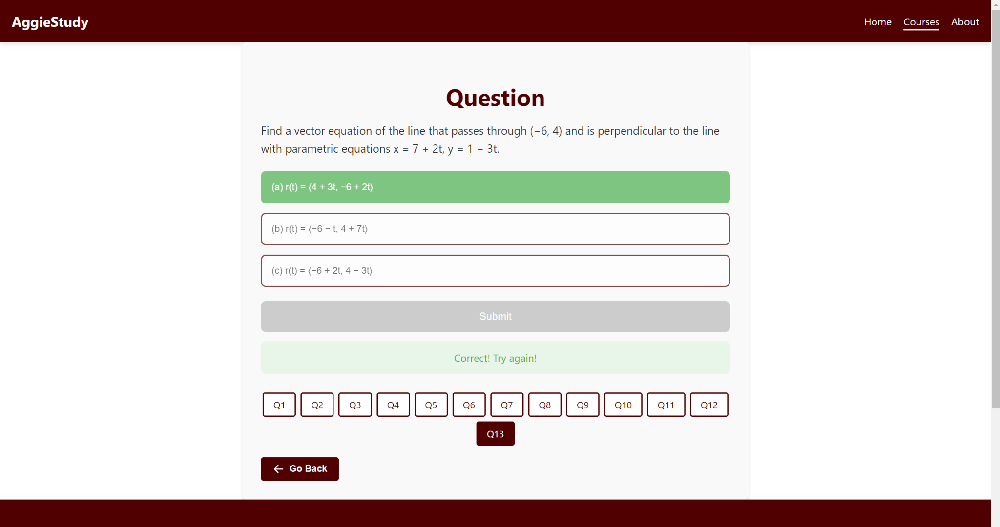 AggieStudy
Home Courses About
Question
Find a vector equation of the line that passes through (−6, 4) and is perpendicular to the line
with parametric equations x = 7 + 2t, y = 1 − 3t.
(a) r(t) = ⟨4 + 3t, −6 + 2t⟩
(b) r(t) = ⟨−6 − t, 4 + 7t⟩
(c) r(t) = ⟨−6 + 2t, 4 − 3t⟩
Submit
Correct! Try again!
Q1 Q2 Q3 Q4 Q5 Q6 Q7 Q8 Q9 Q10 Q11 Q12
Q13
← Go Back